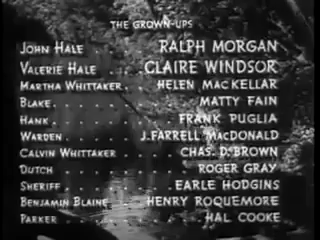 THE GROWN-UPS
JOHN HALE . . . . RALPH MORGAN
VALERIE HALE . . . CLAIRE WINDSOR
MARTHA WHITTAKER . . . HELEN MACKELLAR
BLAKE . . . . . . . . MATTY FAIN
HANK . . . . . . . . FRANK PUGLIA
WARDEN . . . . . J. FARRELL MACDONALD
CALVIN WHITTAKER . . . . CHAS. D. BROWN
DUTCH . . . . . . . . ROGER GRAY
SHERIFF . . . . . . . EARLE HODGINS
BENJAMIN BLAINE . . HENRY ROQUEMORE
PARKER . . . . . . . . HAL COOKE